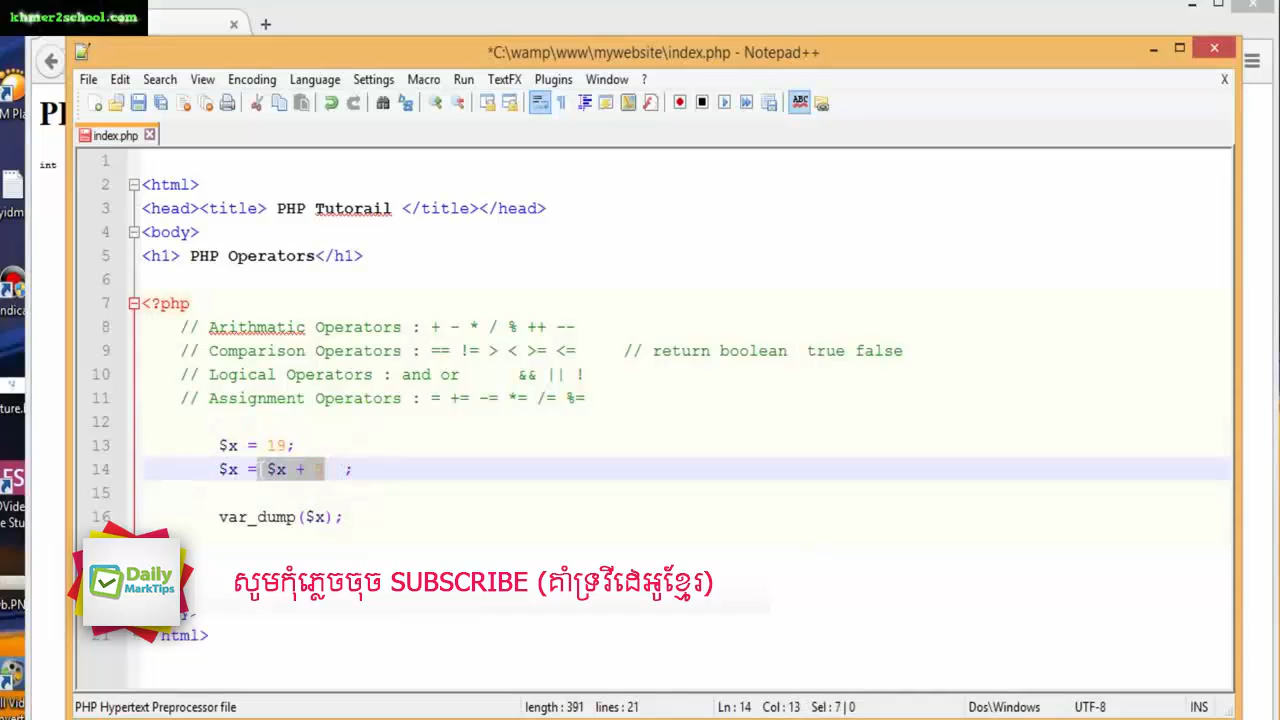 khmer2school.com
*C:\wamp\www\mywebsite\index.php - Notepad++
File Edit Search View Encoding Language Settings Macro Run TextFX Plugins Window ? X
index.php
int
1
2 <html>
3 <head><title> PHP Tutorail </title></head>
4 <body>
5 <h1> PHP Operators</h1>
6
7 <?php
8 // Arithmatic Operators : + - * / % ++ --
9 // Comparison Operators : == != > < >= <= // return boolean true false
10 // Logical Operators : and or && || !
11 // Assignment Operators : = += -= *= /= %=
12
13 $x = 19;
14 $x = $x + ;
15
16 var_dump($x);
Daily
MarkTips
សូមកុំភ្លេចចុច SUBSCRIBE (គាំទ្រវីដេអូខ្មែរ)
21 html>
PHP Hypertext Preprocessor file length : 391 lines : 21 Ln : 14 Col : 13 Sel : 7 | 0 Dos\Windows UTF-8 INS